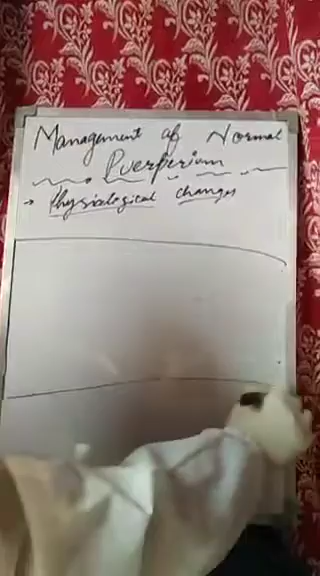 Management of Normal
Puerperium
→ Physiological changes